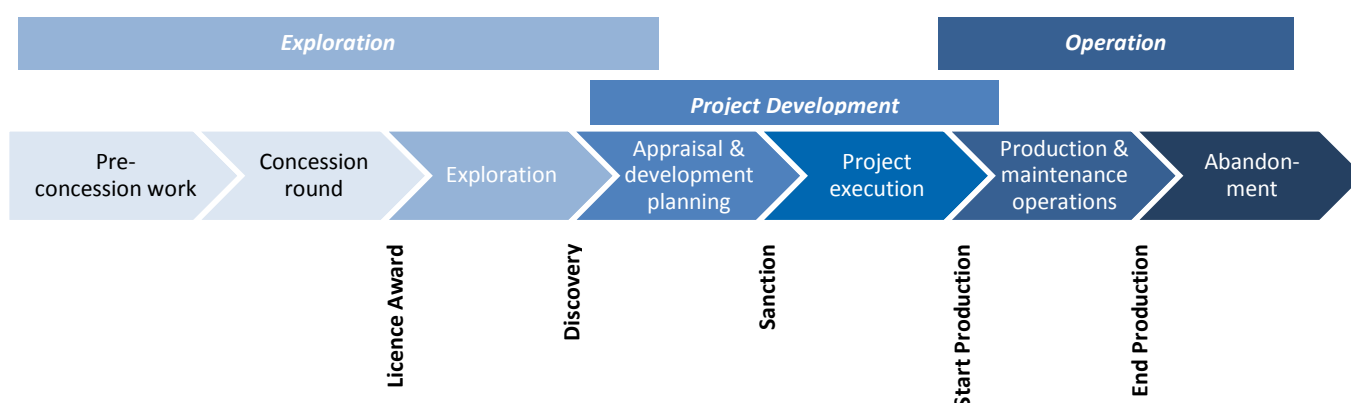 Exploration
Operation
Project Development
Pre-
concession work
Concession
round
Exploration
Appraisal &
development
planning
Project
execution
Production &
maintenance
operations
Abandon-
ment
Licence Award
Discovery
Sanction
Start Production
End Production